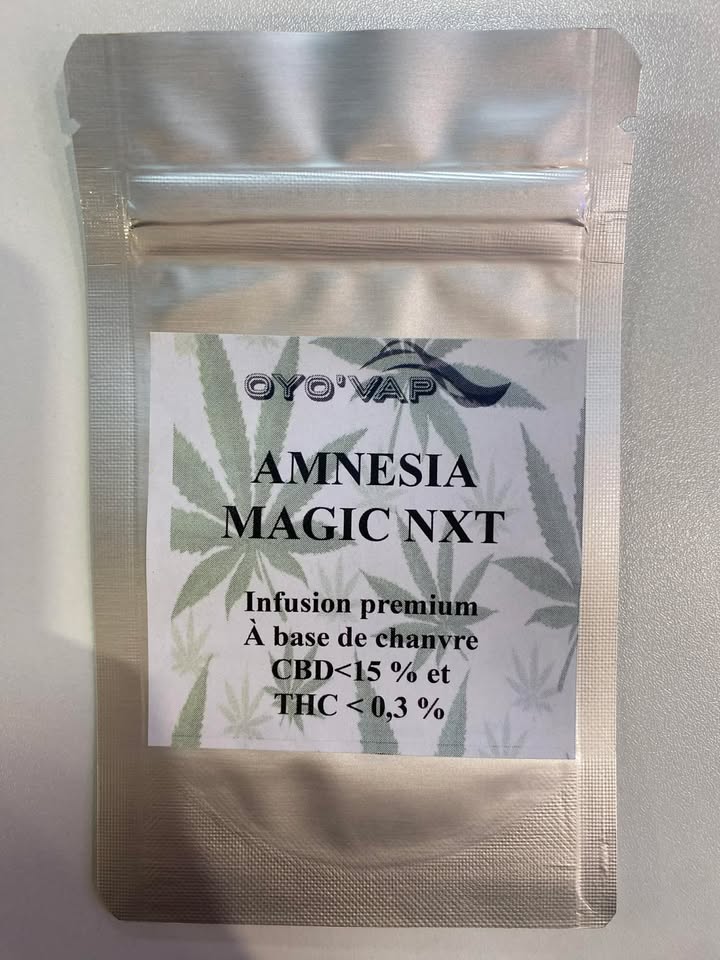 OYO'VAP
AMNESIA
MAGIC NXT
Infusion premium
À base de chanvre
CBD<15 % et
THC < 0,3 %